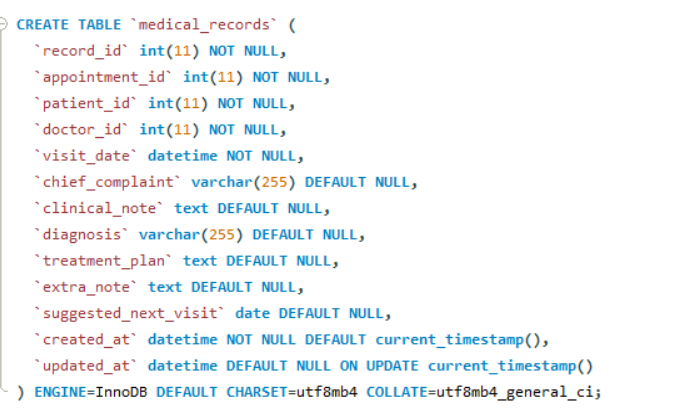 CREATE TABLE `medical_records` (
`record_id` int(11) NOT NULL,
`appointment_id` int(11) NOT NULL,
`patient_id` int(11) NOT NULL,
`doctor_id` int(11) NOT NULL,
`visit_date` datetime NOT NULL,
`chief_complaint` varchar(255) DEFAULT NULL,
`clinical_note` text DEFAULT NULL,
`diagnosis` varchar(255) DEFAULT NULL,
`treatment_plan` text DEFAULT NULL,
`extra_note` text DEFAULT NULL,
`suggested_next_visit` date DEFAULT NULL,
`created_at` datetime NOT NULL DEFAULT current_timestamp(),
`updated_at` datetime DEFAULT NULL ON UPDATE current_timestamp()
) ENGINE=InnoDB DEFAULT CHARSET=utf8mb4 COLLATE=utf8mb4_general_ci;